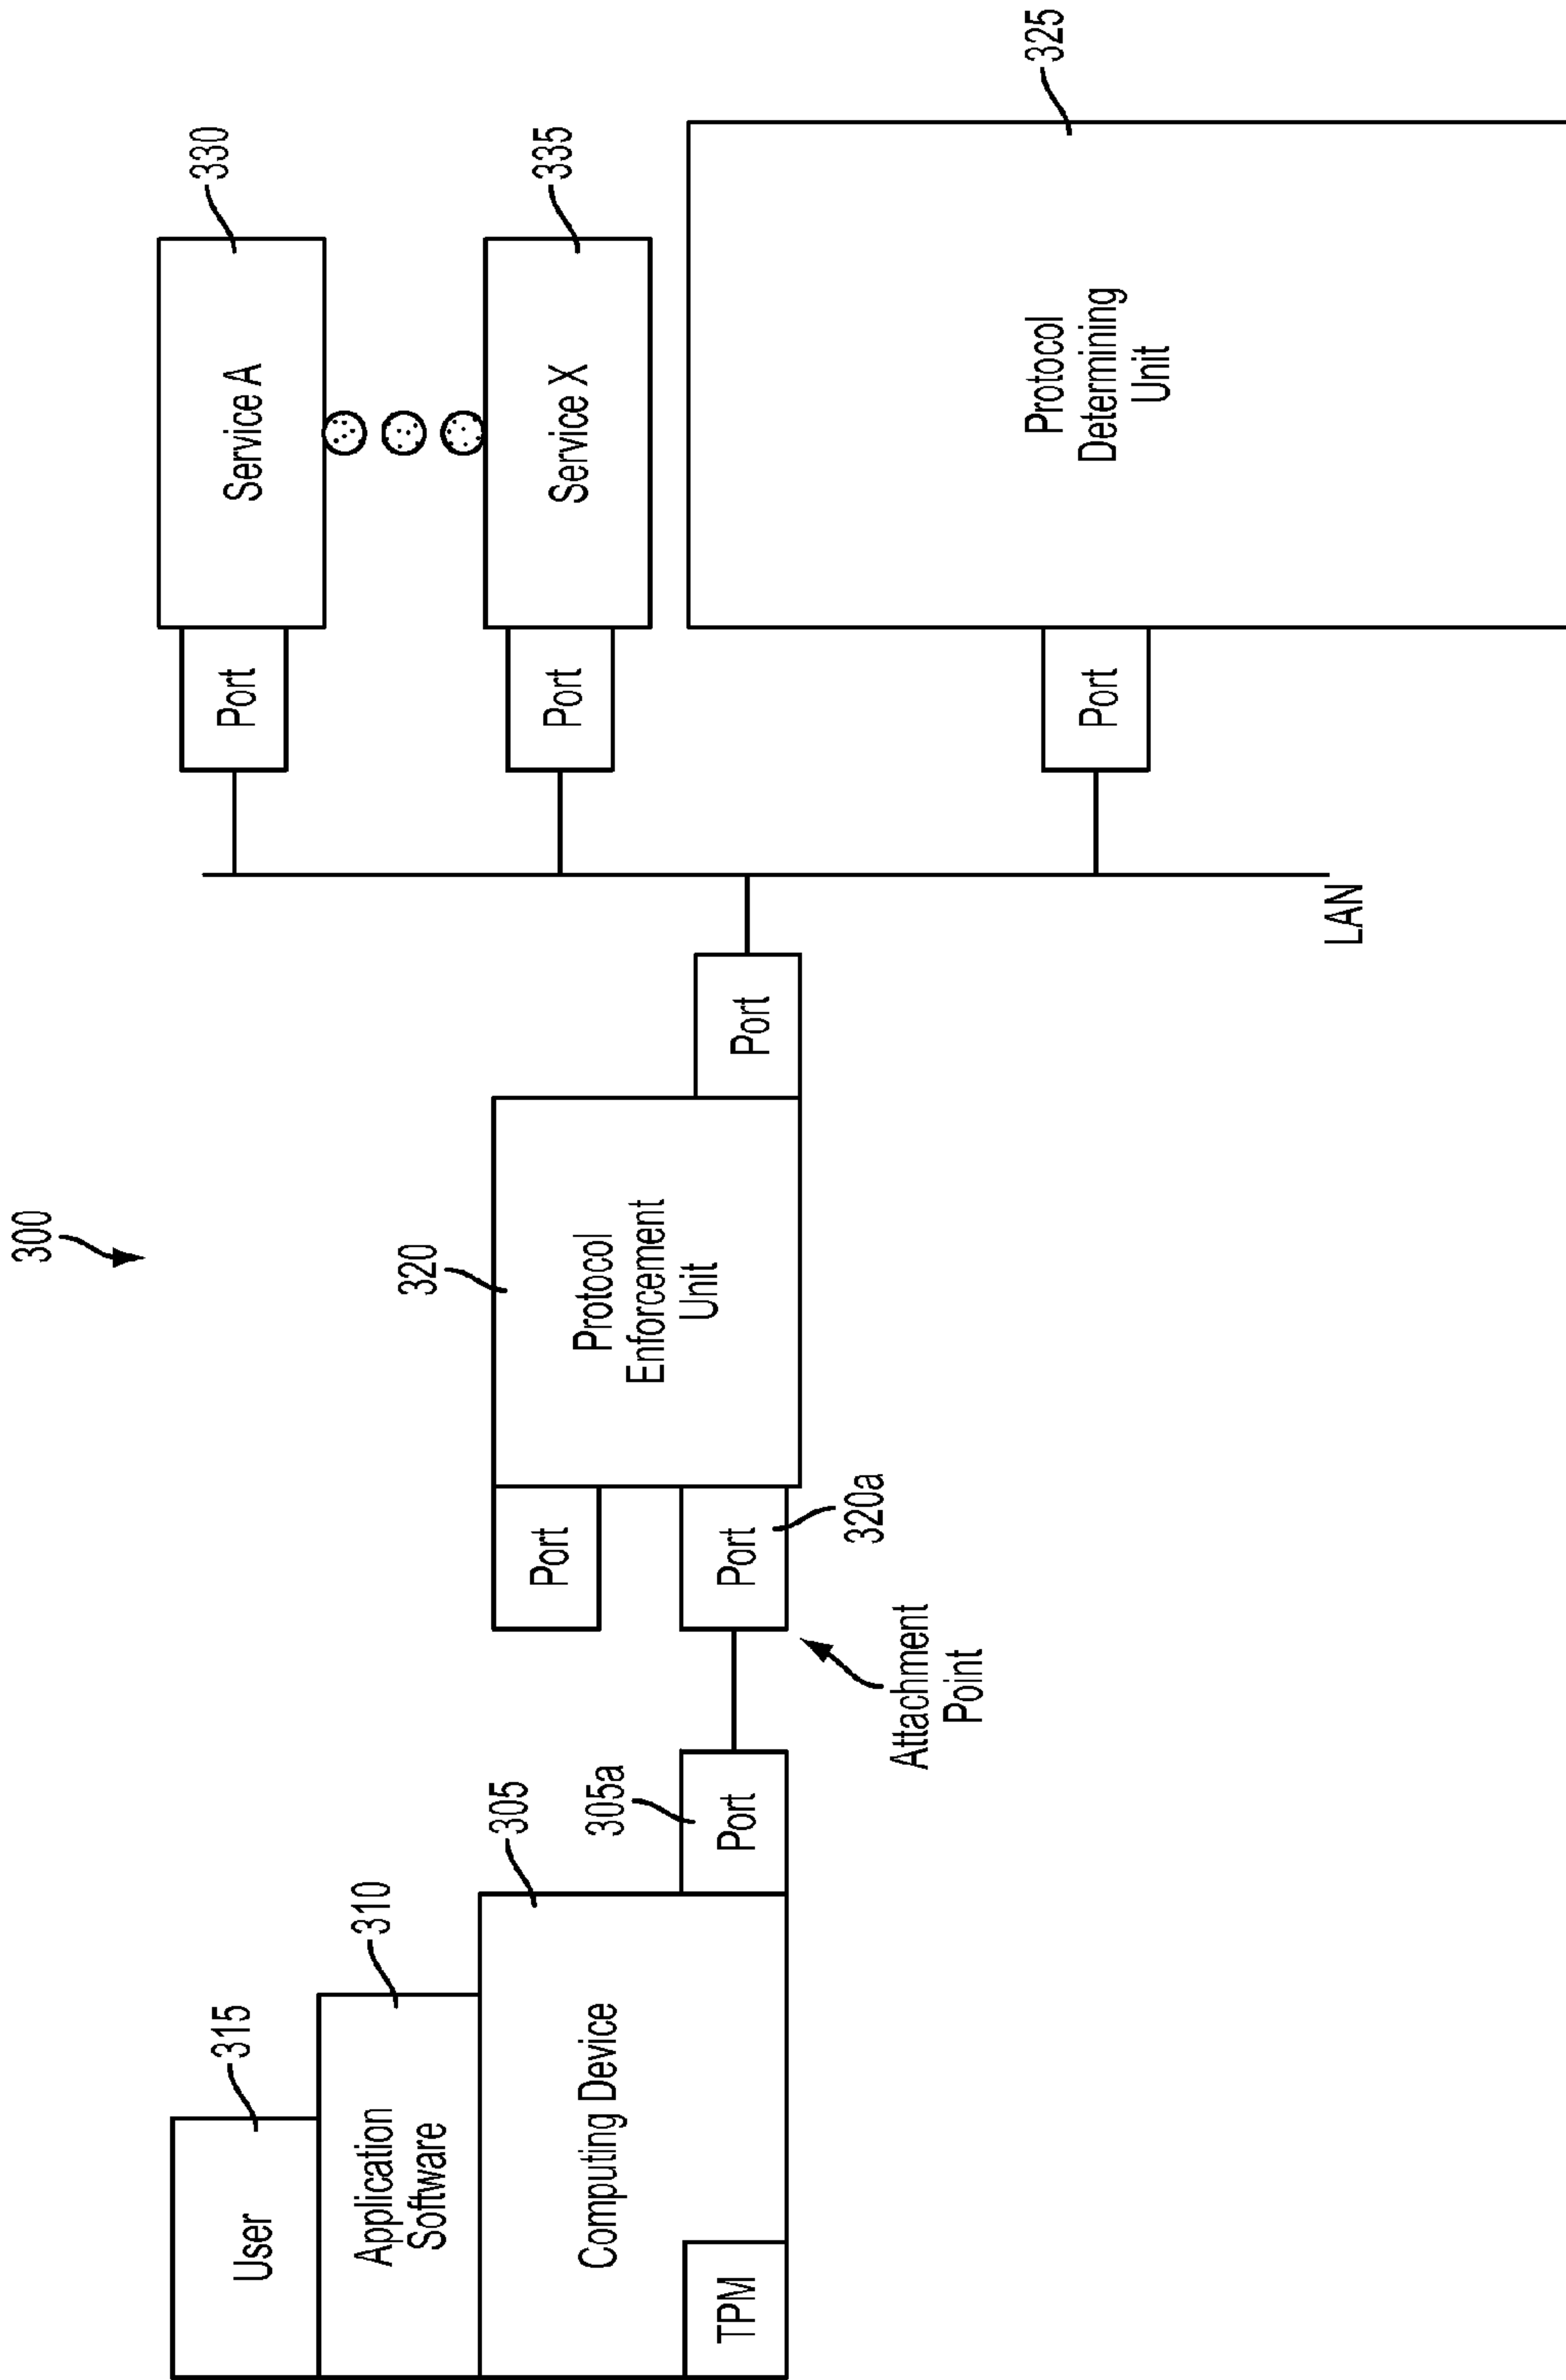 300
User
315
Application
Software
310
Computing Device
305
TPM
Port
305a
Attachment
Point
Port
Port
320a
Protocol
Enforcement
Unit
320
Port
LAN
Port
Service A
330
Port
Service X
335
Port
Protocol
Determining
Unit
325